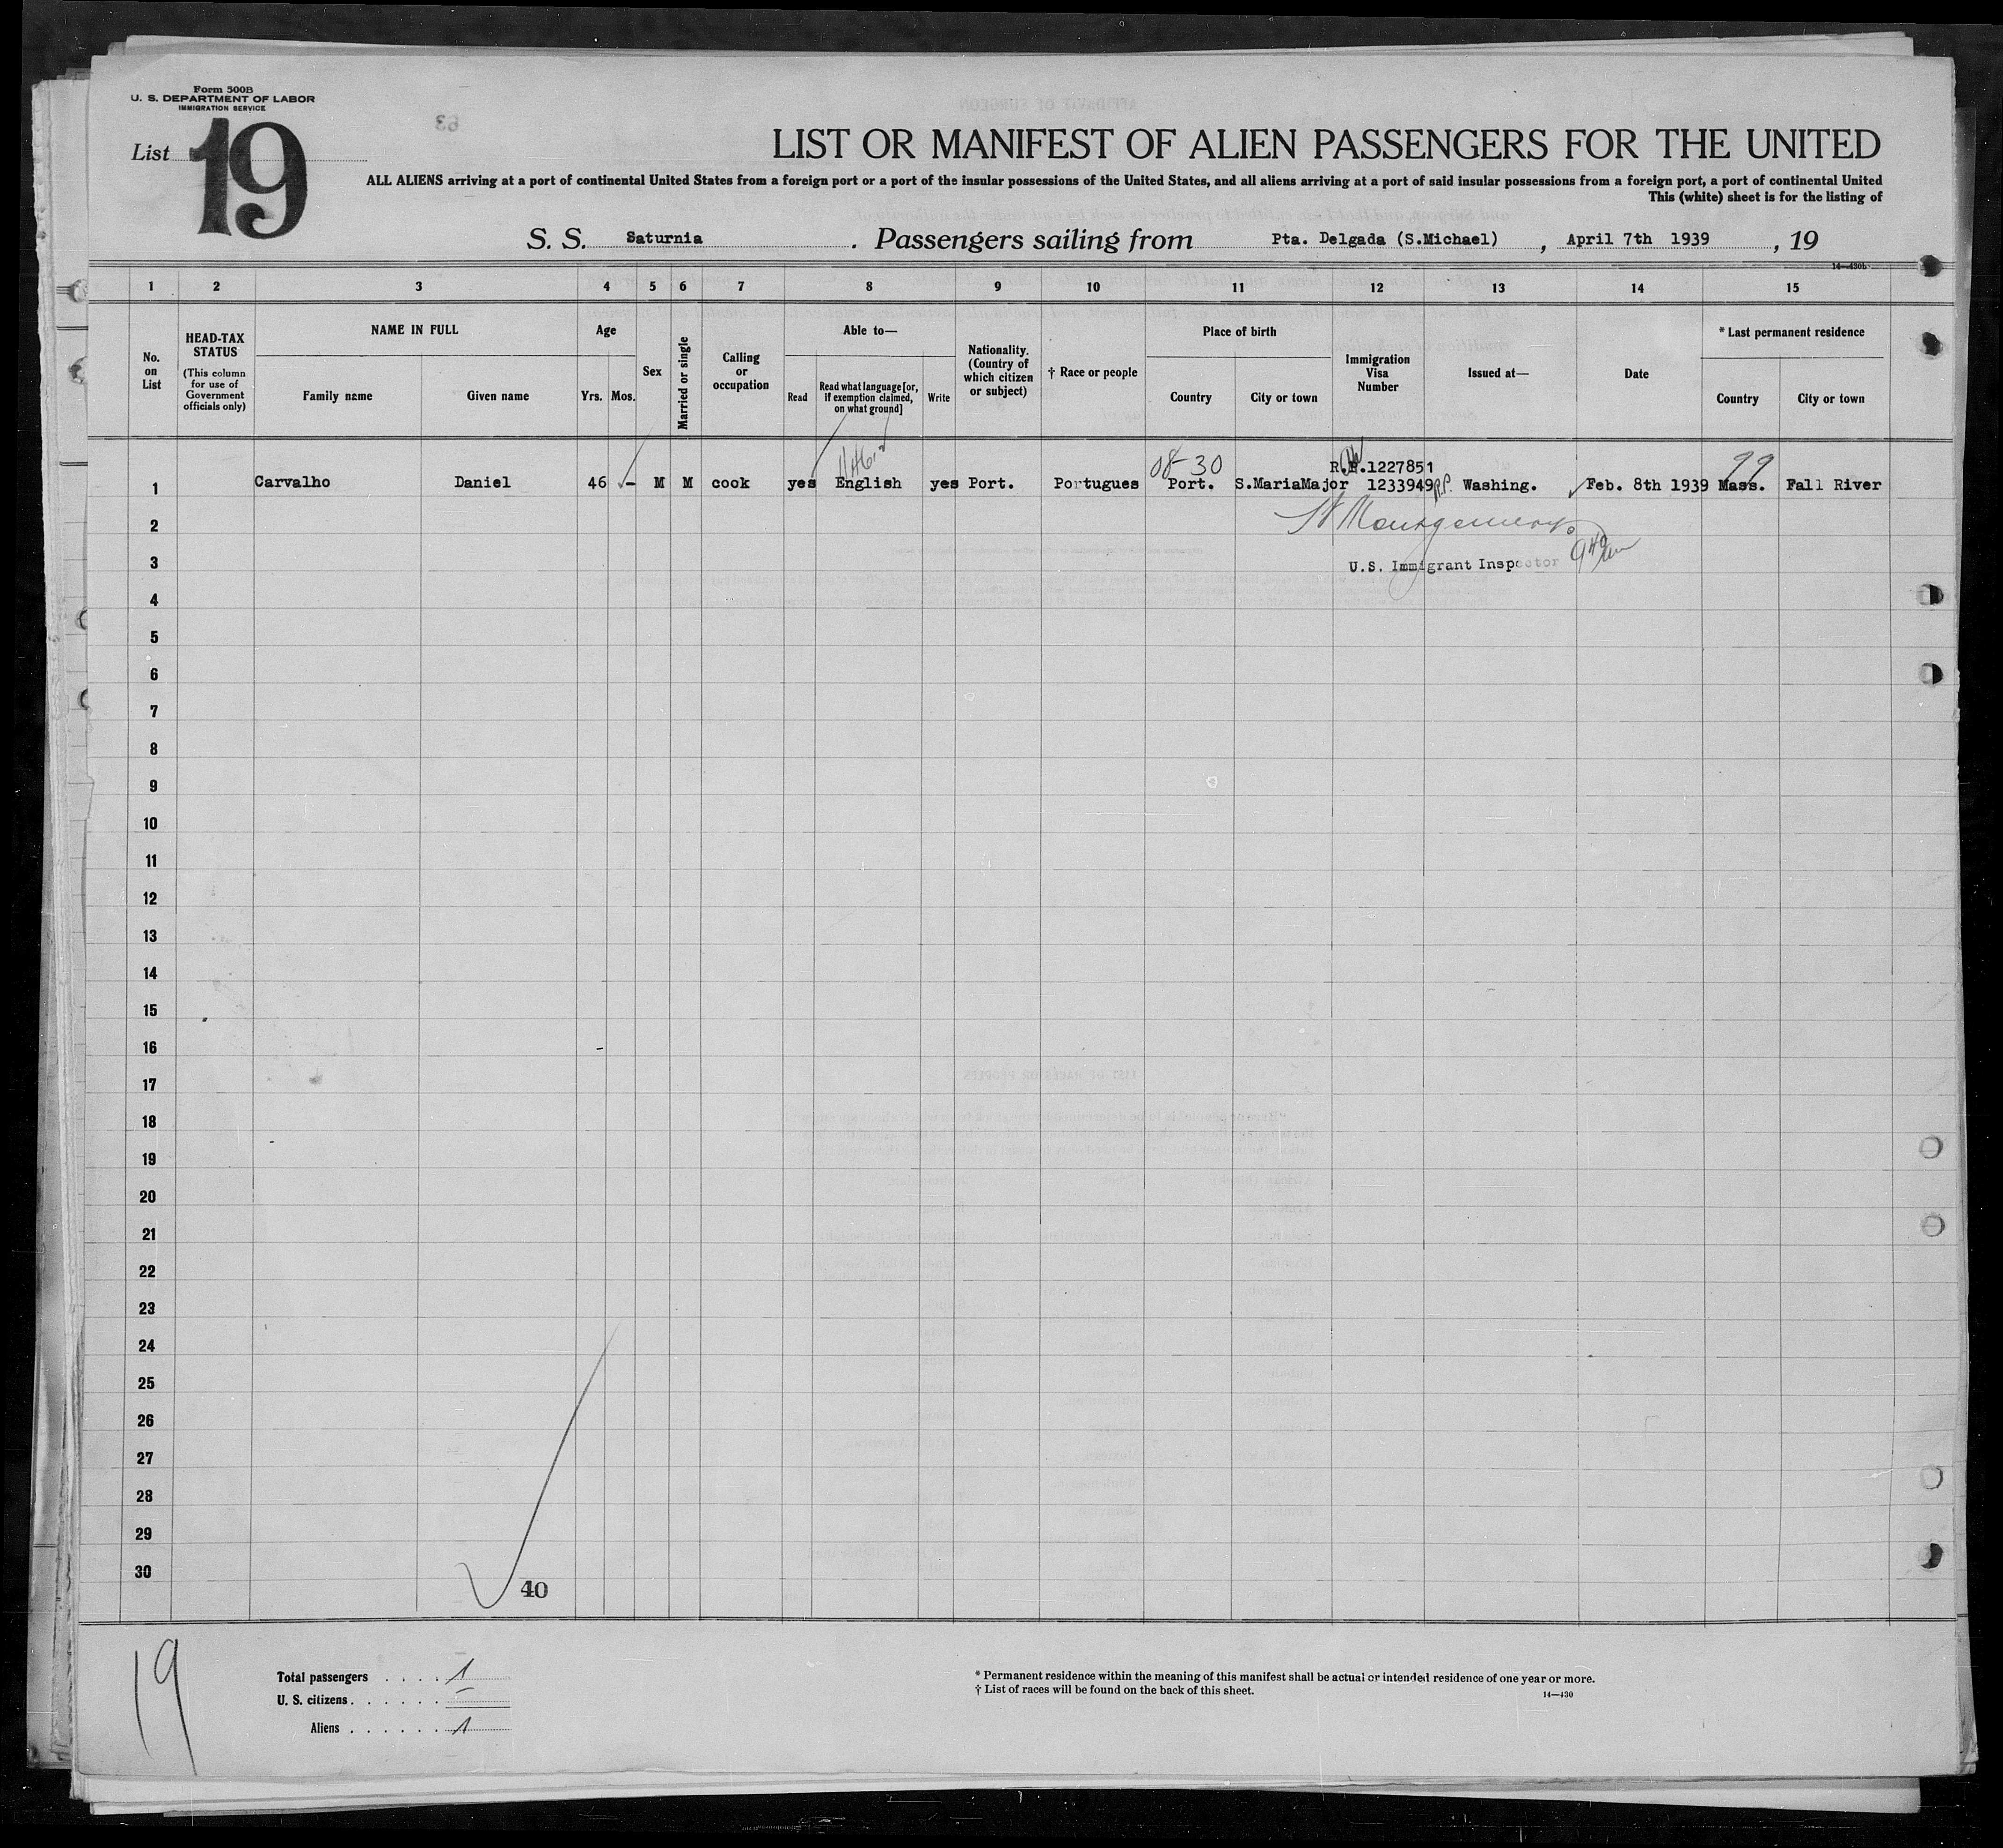 Form 500B
U. S. DEPARTMENT OF LABOR
IMMIGRATION SERVICE
List 19
LIST OR MANIFEST OF ALIEN PASSENGERS FOR THE UNITED
ALL ALIENS arriving at a port of continental United States from a foreign port or a port of the insular possessions of the United States, and all aliens arriving at a port of said insular possessions from a foreign port, a port of continental United
This (white) sheet is for the listing of
S. S. Saturnia . Passengers sailing from Pta. Delgada (S.Michael) , April 7th 1939 , 19
14—430b
1 2 3 4 5 6 7 8 9 10 11 12 13 14 15
No. on List
HEAD-TAX STATUS
(This column for use of Government officials only)
NAME IN FULL
Family name
Given name
Age
Yrs.
Mos.
Sex
Married or single
Calling or occupation
Able to—
Read
Read what language [or, if exemption claimed, on what ground]
Write
Nationality. (Country of which citizen or subject)
† Race or people
Place of birth
Country
City or town
Immigration Visa Number
Issued at—
Date
* Last permanent residence
Country
City or town
08-30 99
R.P.1227851
1 Carvalho Daniel 46 - M M cook yes English yes Port. Portugues Port. S.MariaMajor 1233949 R.P. Washing. Feb. 8th 1939 Mass. Fall River
2 Montgomery
3 U.S. Immigrant Inspector
4
5
6
7
8
9
10
11
12
13
14
15
16
17
18
19
20
21
22
23
24
25
26
27
28
29
30
40
19
Total passengers . . . . 1
U. S. citizens . . . . . . –
Aliens . . . . . . 1
* Permanent residence within the meaning of this manifest shall be actual or intended residence of one year or more.
† List of races will be found on the back of this sheet.
14—430